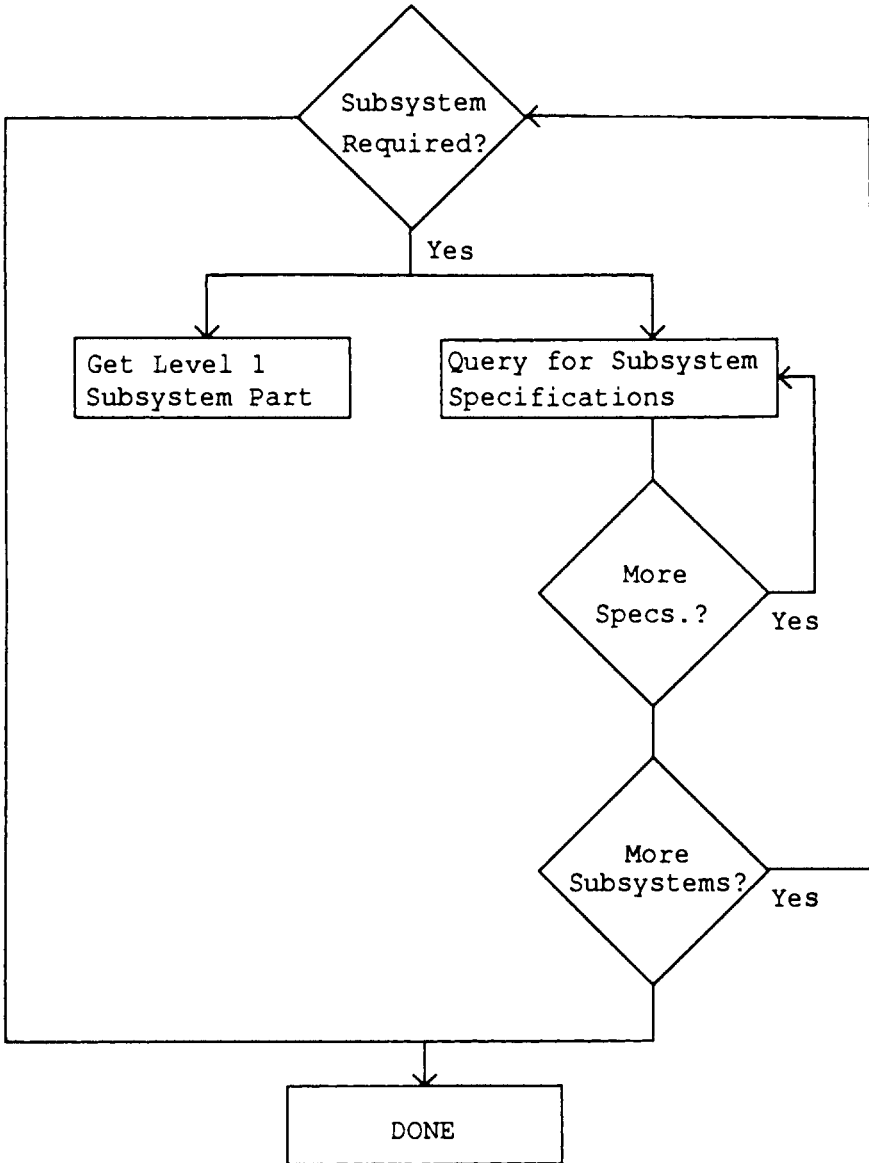 Subsystem
Required?
Yes
Get Level 1
Subsystem Part
Query for Subsystem
Specifications
More
Specs.?
Yes
More
Subsystems?
Yes
DONE